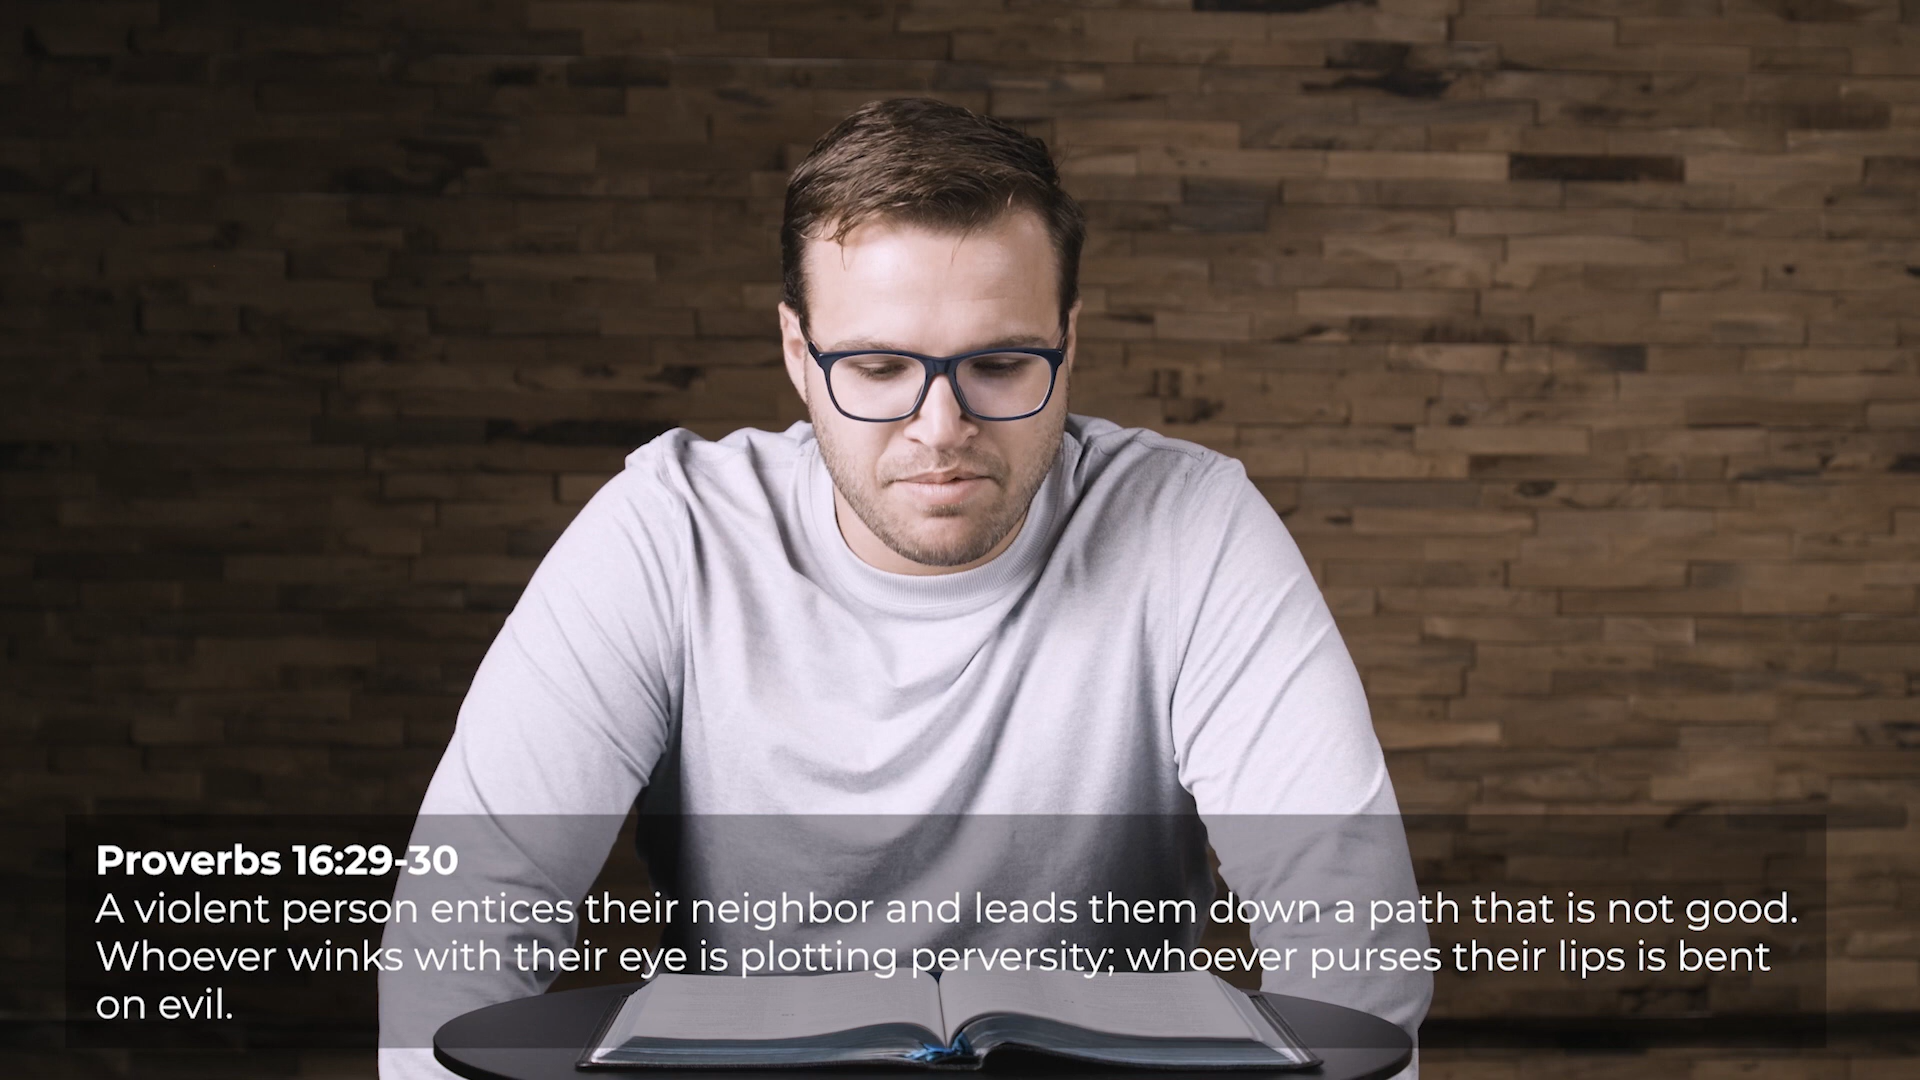 Proverbs 16:29-30
A violent person entices their neighbor and leads them down a path that is not good.
Whoever winks with their eye is plotting perversity; whoever purses their lips is bent
on evil.